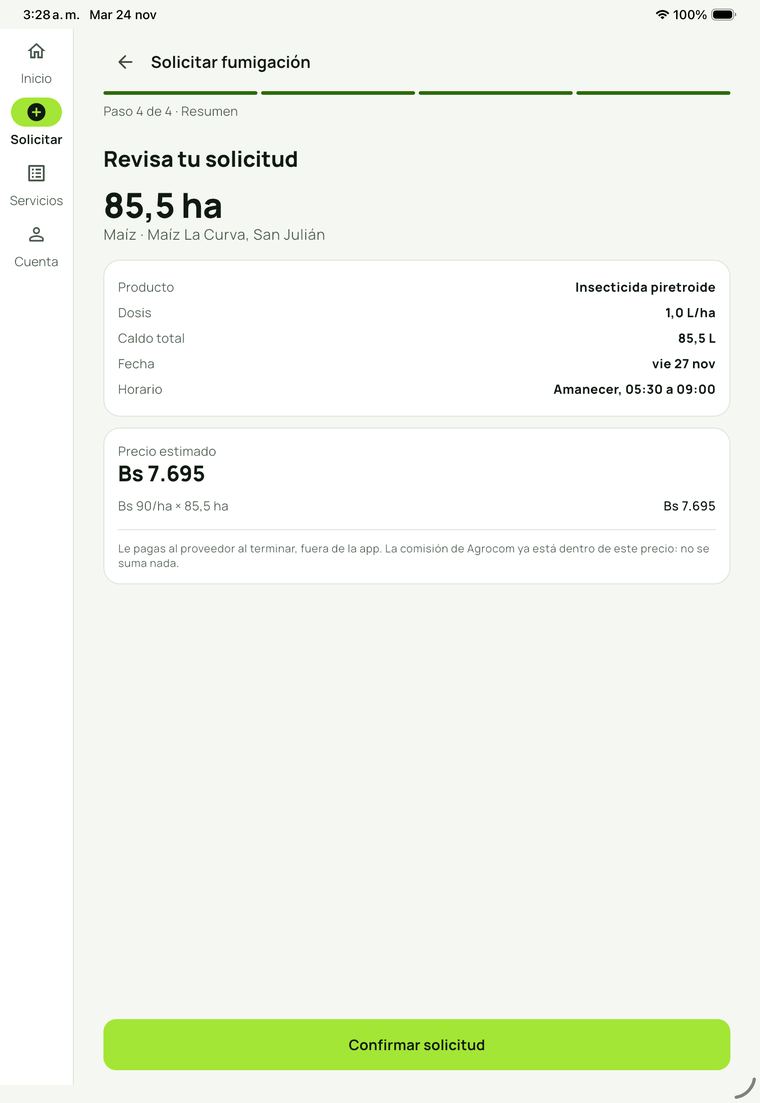 3:28 a. m. Mar 24 nov
100%
Inicio
Solicitar
Servicios
Cuenta
Solicitar fumigación
Paso 4 de 4 · Resumen
Revisa tu solicitud
85,5 ha
Maíz · Maíz La Curva, San Julián
Producto Insecticida piretroide
Dosis 1,0 L/ha
Caldo total 85,5 L
Fecha vie 27 nov
Horario Amanecer, 05:30 a 09:00
Precio estimado
Bs 7.695
Bs 90/ha × 85,5 ha Bs 7.695
Le pagas al proveedor al terminar, fuera de la app. La comisión de Agrocom ya está dentro de este precio: no se
suma nada.
Confirmar solicitud